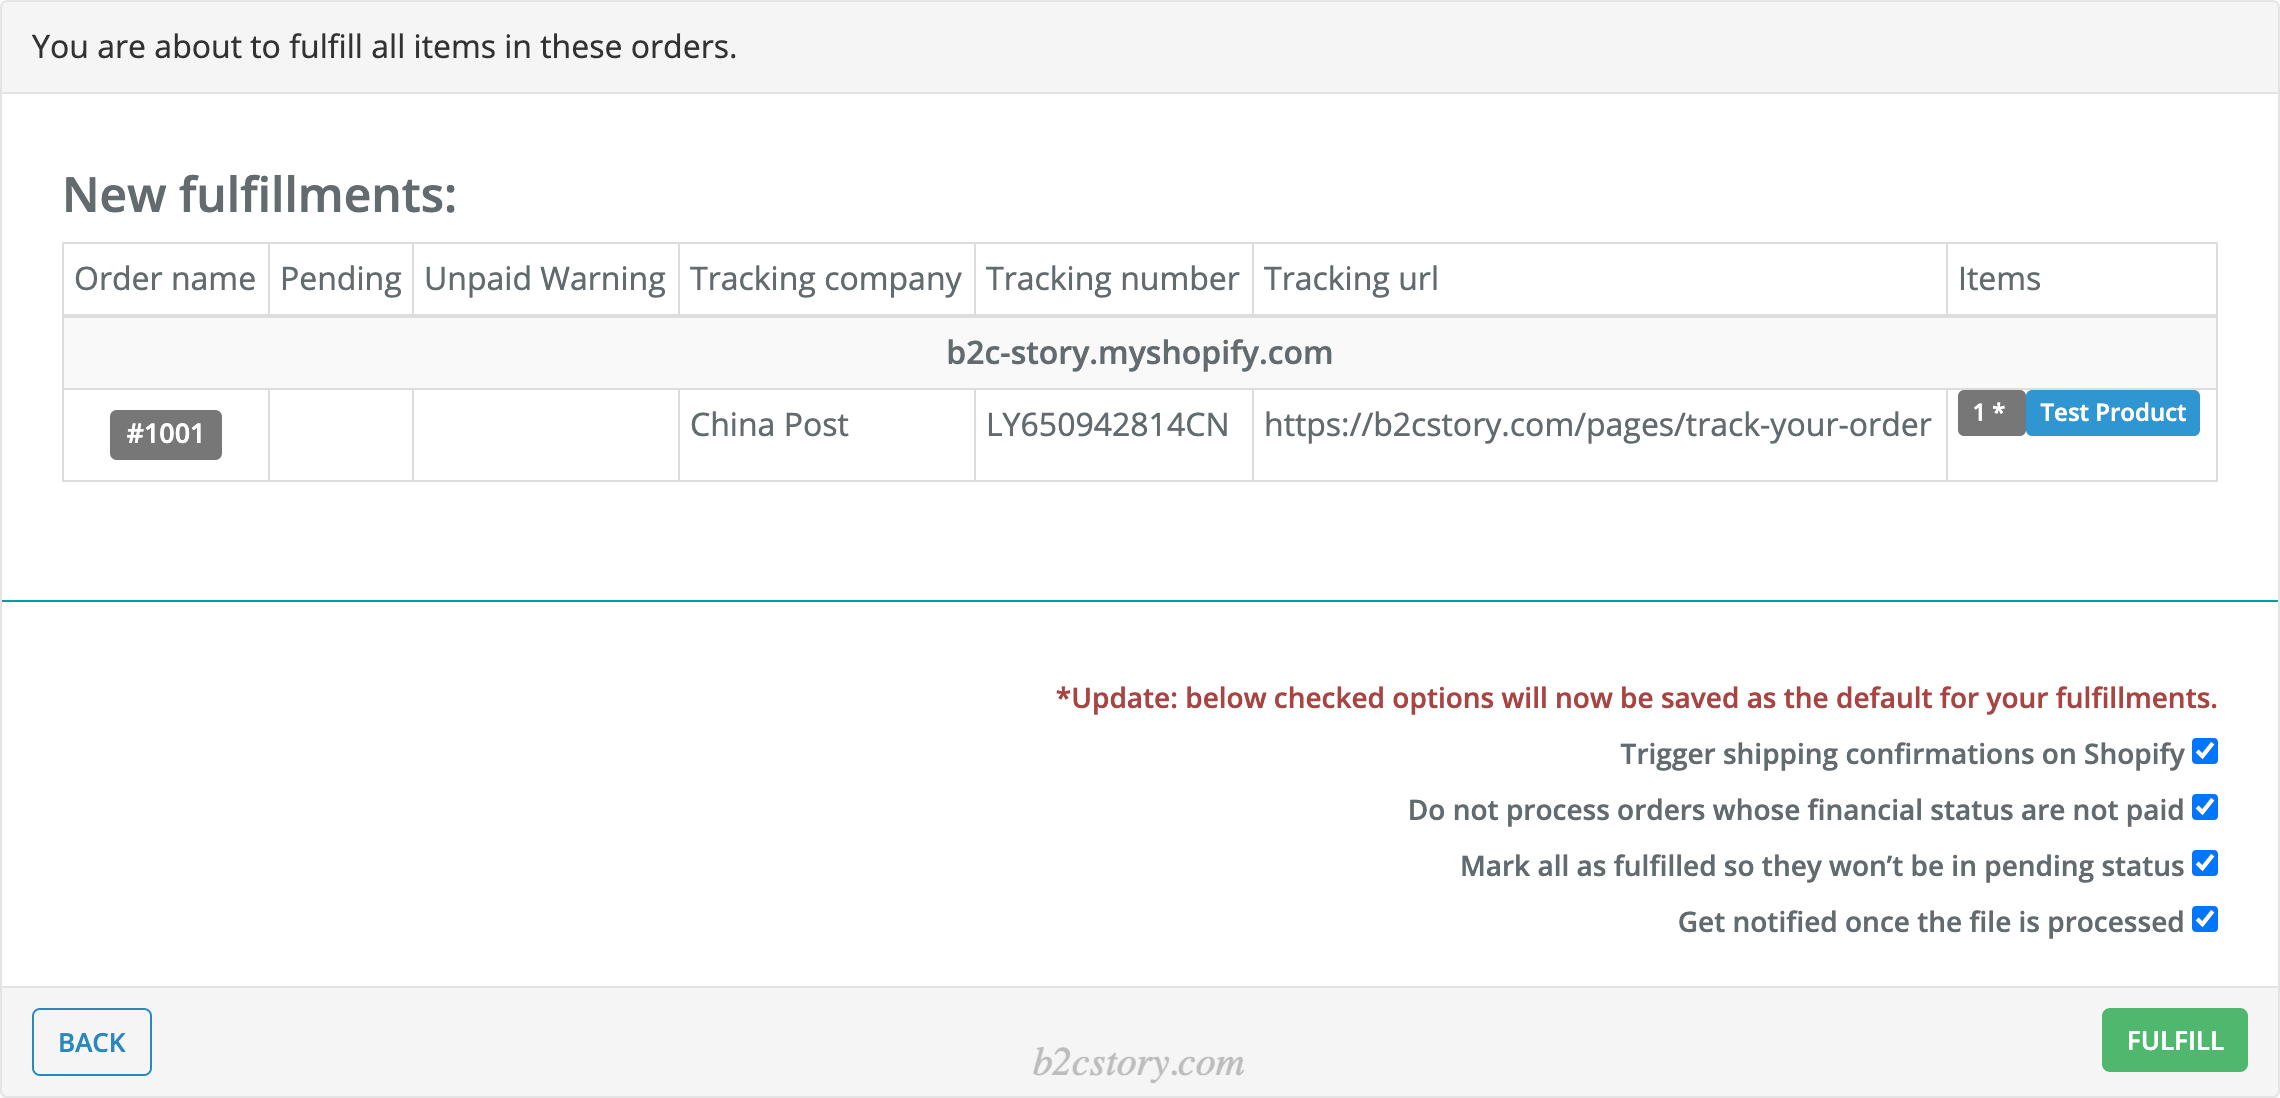 You are about to fulfill all items in these orders.
New fulfillments:
Order name Pending Unpaid Warning Tracking company Tracking number Tracking url Items
b2c-story.myshopify.com
#1001 China Post LY650942814CN https://b2cstory.com/pages/track-your-order 1 * Test Product
*Update: below checked options will now be saved as the default for your fulfillments.
Trigger shipping confirmations on Shopify
Do not process orders whose financial status are not paid
Mark all as fulfilled so they won’t be in pending status
Get notified once the file is processed
BACK b2cstory.com FULFILL